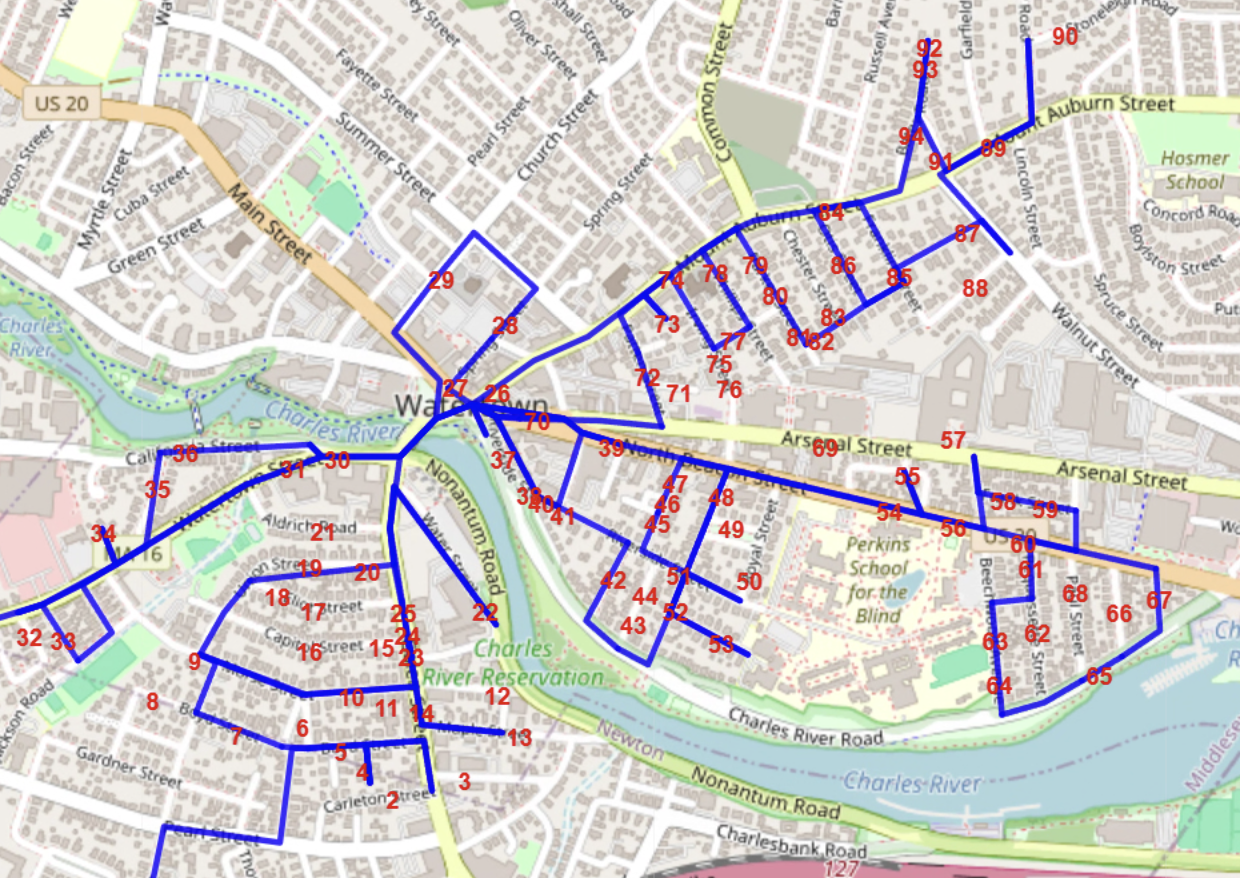 Fayette Street
Oliver Street
Common Street
Russell Ave
Garfield
Road
Stoneleigh Road
US 20
Summer Street
Pearl Street
Church Street
Mount Auburn Street
Hosmer
School
Concord Road
Boylston Street
Lincoln Street
Spruce Street
Walnut Street
Myrtle Street
Cuba Street
Green Street
Main Street
Spring Street
Chester Street
Charles
River
Charles River
Watertown
Arsenal Street
Arsenal Street
North Beacon Street
Nonantum Road
Water Street
Watertown Street
Aldrich Road
Perkins
School
for the
Blind
Charles
River Reservation
Charles River Road
Newton
Nonantum Road
Charles River
Charlesbank Road
127
Gardner Street
Carleton Street
Pearl Street
Middlesex
92
93
90
94
91
89
84
87
85
88
86
83
79
80
81
82
78
74
73
77
75
76
72
71
29
28
27
26
70
39
69
57
55
58
59
54
56
60
61
62
63
64
65
66
67
68
37
38
40
41
47
46
45
48
49
50
51
52
53
42
44
43
36
30
31
35
34
32
33
21
19
20
18
17
16
15
25
24
23
22
9
8
10
11
12
14
13
7
6
5
4
3
2